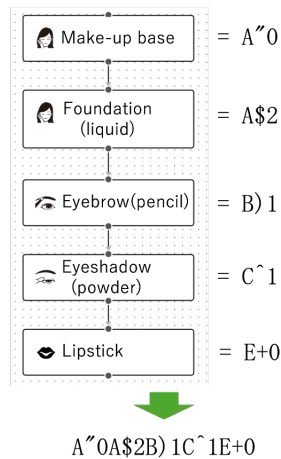 Make-up base = A″0
Foundation
(liquid) = A$2
Eyebrow(pencil) = B)1
Eyeshadow
(powder) = C^1
Lipstick = E+0
A″0A$2B)1C^1E+0